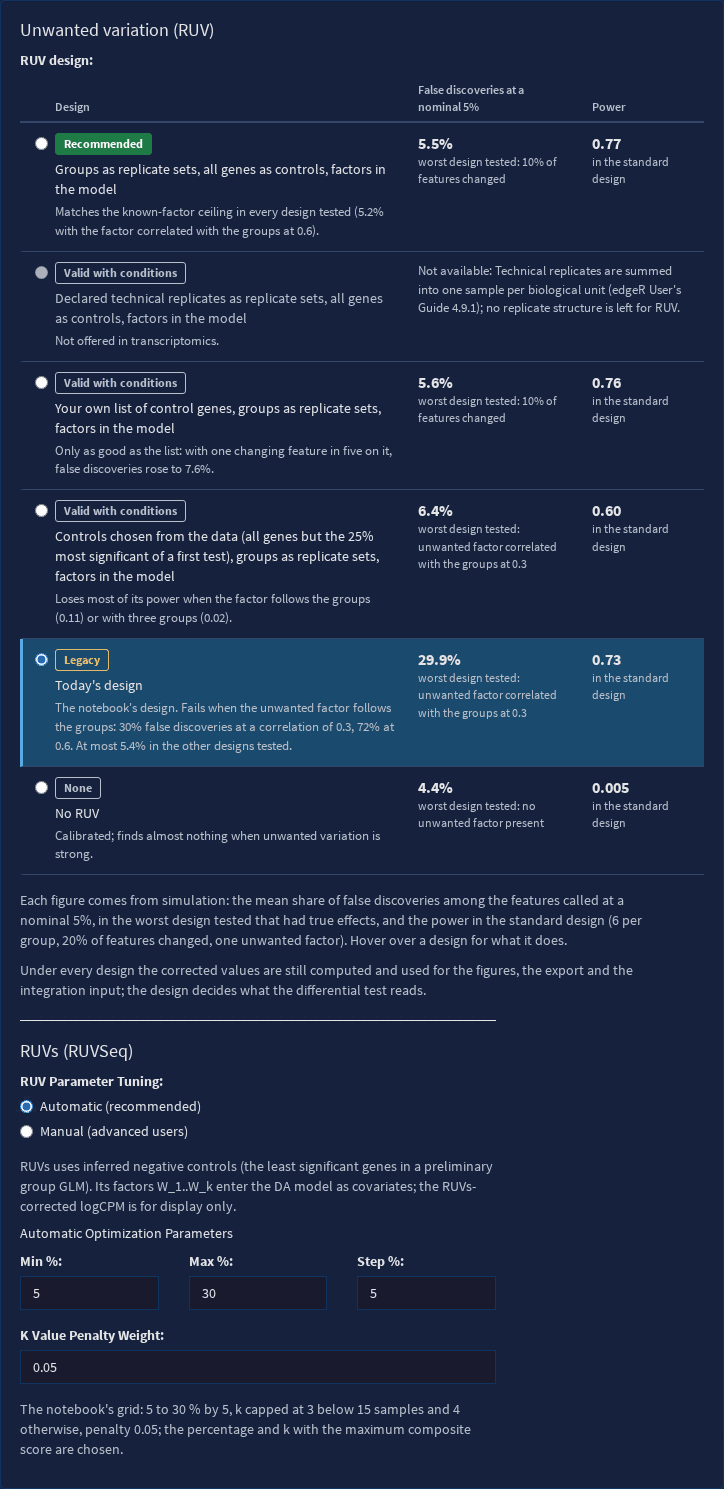 Unwanted variation (RUV)
RUV design:
Design
False discoveries at a
nominal 5%
Power
Recommended
Groups as replicate sets, all genes as controls, factors in
the model
Matches the known-factor ceiling in every design tested (5.2%
with the factor correlated with the groups at 0.6).
5.5%
worst design tested: 10% of
features changed
0.77
in the standard
design
Valid with conditions
Declared technical replicates as replicate sets, all genes
as controls, factors in the model
Not offered in transcriptomics.
Not available: Technical replicates are summed
into one sample per biological unit (edgeR User's
Guide 4.9.1); no replicate structure is left for RUV.
Valid with conditions
Your own list of control genes, groups as replicate sets,
factors in the model
Only as good as the list: with one changing feature in five on it,
false discoveries rose to 7.6%.
5.6%
worst design tested: 10% of
features changed
0.76
in the standard
design
Valid with conditions
Controls chosen from the data (all genes but the 25%
most significant of a first test), groups as replicate sets,
factors in the model
Loses most of its power when the factor follows the groups
(0.11) or with three groups (0.02).
6.4%
worst design tested:
unwanted factor correlated
with the groups at 0.3
0.60
in the standard
design
Legacy
Today's design
The notebook's design. Fails when the unwanted factor follows
the groups: 30% false discoveries at a correlation of 0.3, 72% at
0.6. At most 5.4% in the other designs tested.
29.9%
worst design tested:
unwanted factor correlated
with the groups at 0.3
0.73
in the standard
design
None
No RUV
Calibrated; finds almost nothing when unwanted variation is
strong.
4.4%
worst design tested: no
unwanted factor present
0.005
in the standard
design
Each figure comes from simulation: the mean share of false discoveries among the features called at a
nominal 5%, in the worst design tested that had true effects, and the power in the standard design (6 per
group, 20% of features changed, one unwanted factor). Hover over a design for what it does.
Under every design the corrected values are still computed and used for the figures, the export and the
integration input; the design decides what the differential test reads.
RUVs (RUVSeq)
RUV Parameter Tuning:
Automatic (recommended)
Manual (advanced users)
RUVs uses inferred negative controls (the least significant genes in a preliminary
group GLM). Its factors W_1..W_k enter the DA model as covariates; the RUVs-
corrected logCPM is for display only.
Automatic Optimization Parameters
Min %:
Max %:
Step %:
5
30
5
K Value Penalty Weight:
0.05
The notebook's grid: 5 to 30 % by 5, k capped at 3 below 15 samples and 4
otherwise, penalty 0.05; the percentage and k with the maximum composite
score are chosen.